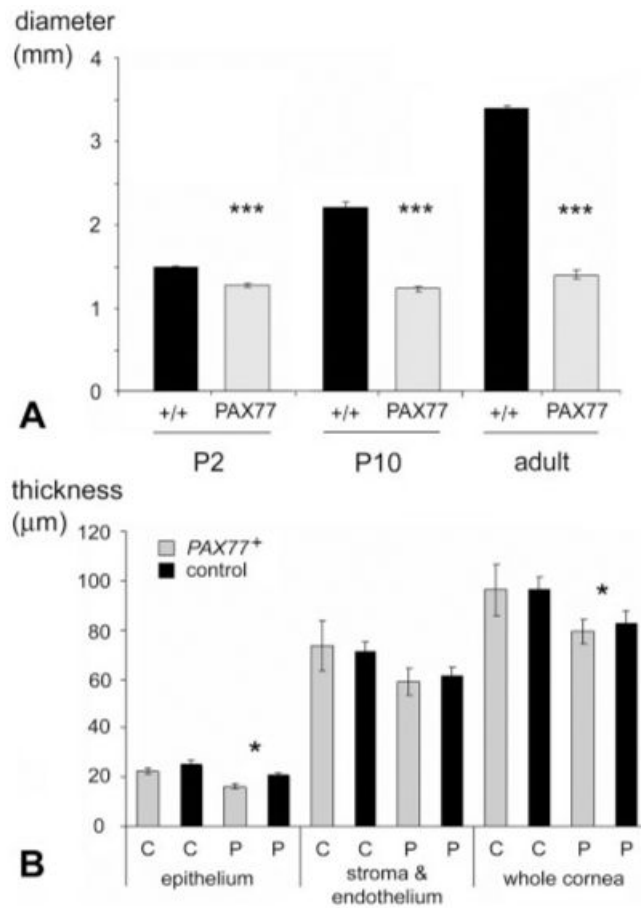 diameter
(mm)
4
3
2
1
0
*** *** ***
+/+ PAX77 +/+ PAX77 +/+ PAX77
P2 P10 adult
A
thickness
(μm)
120
100
80
60
40
20
0
PAX77+
control
* *
C C P P C C P P C C P P
epithelium stroma & endothelium whole cornea
B